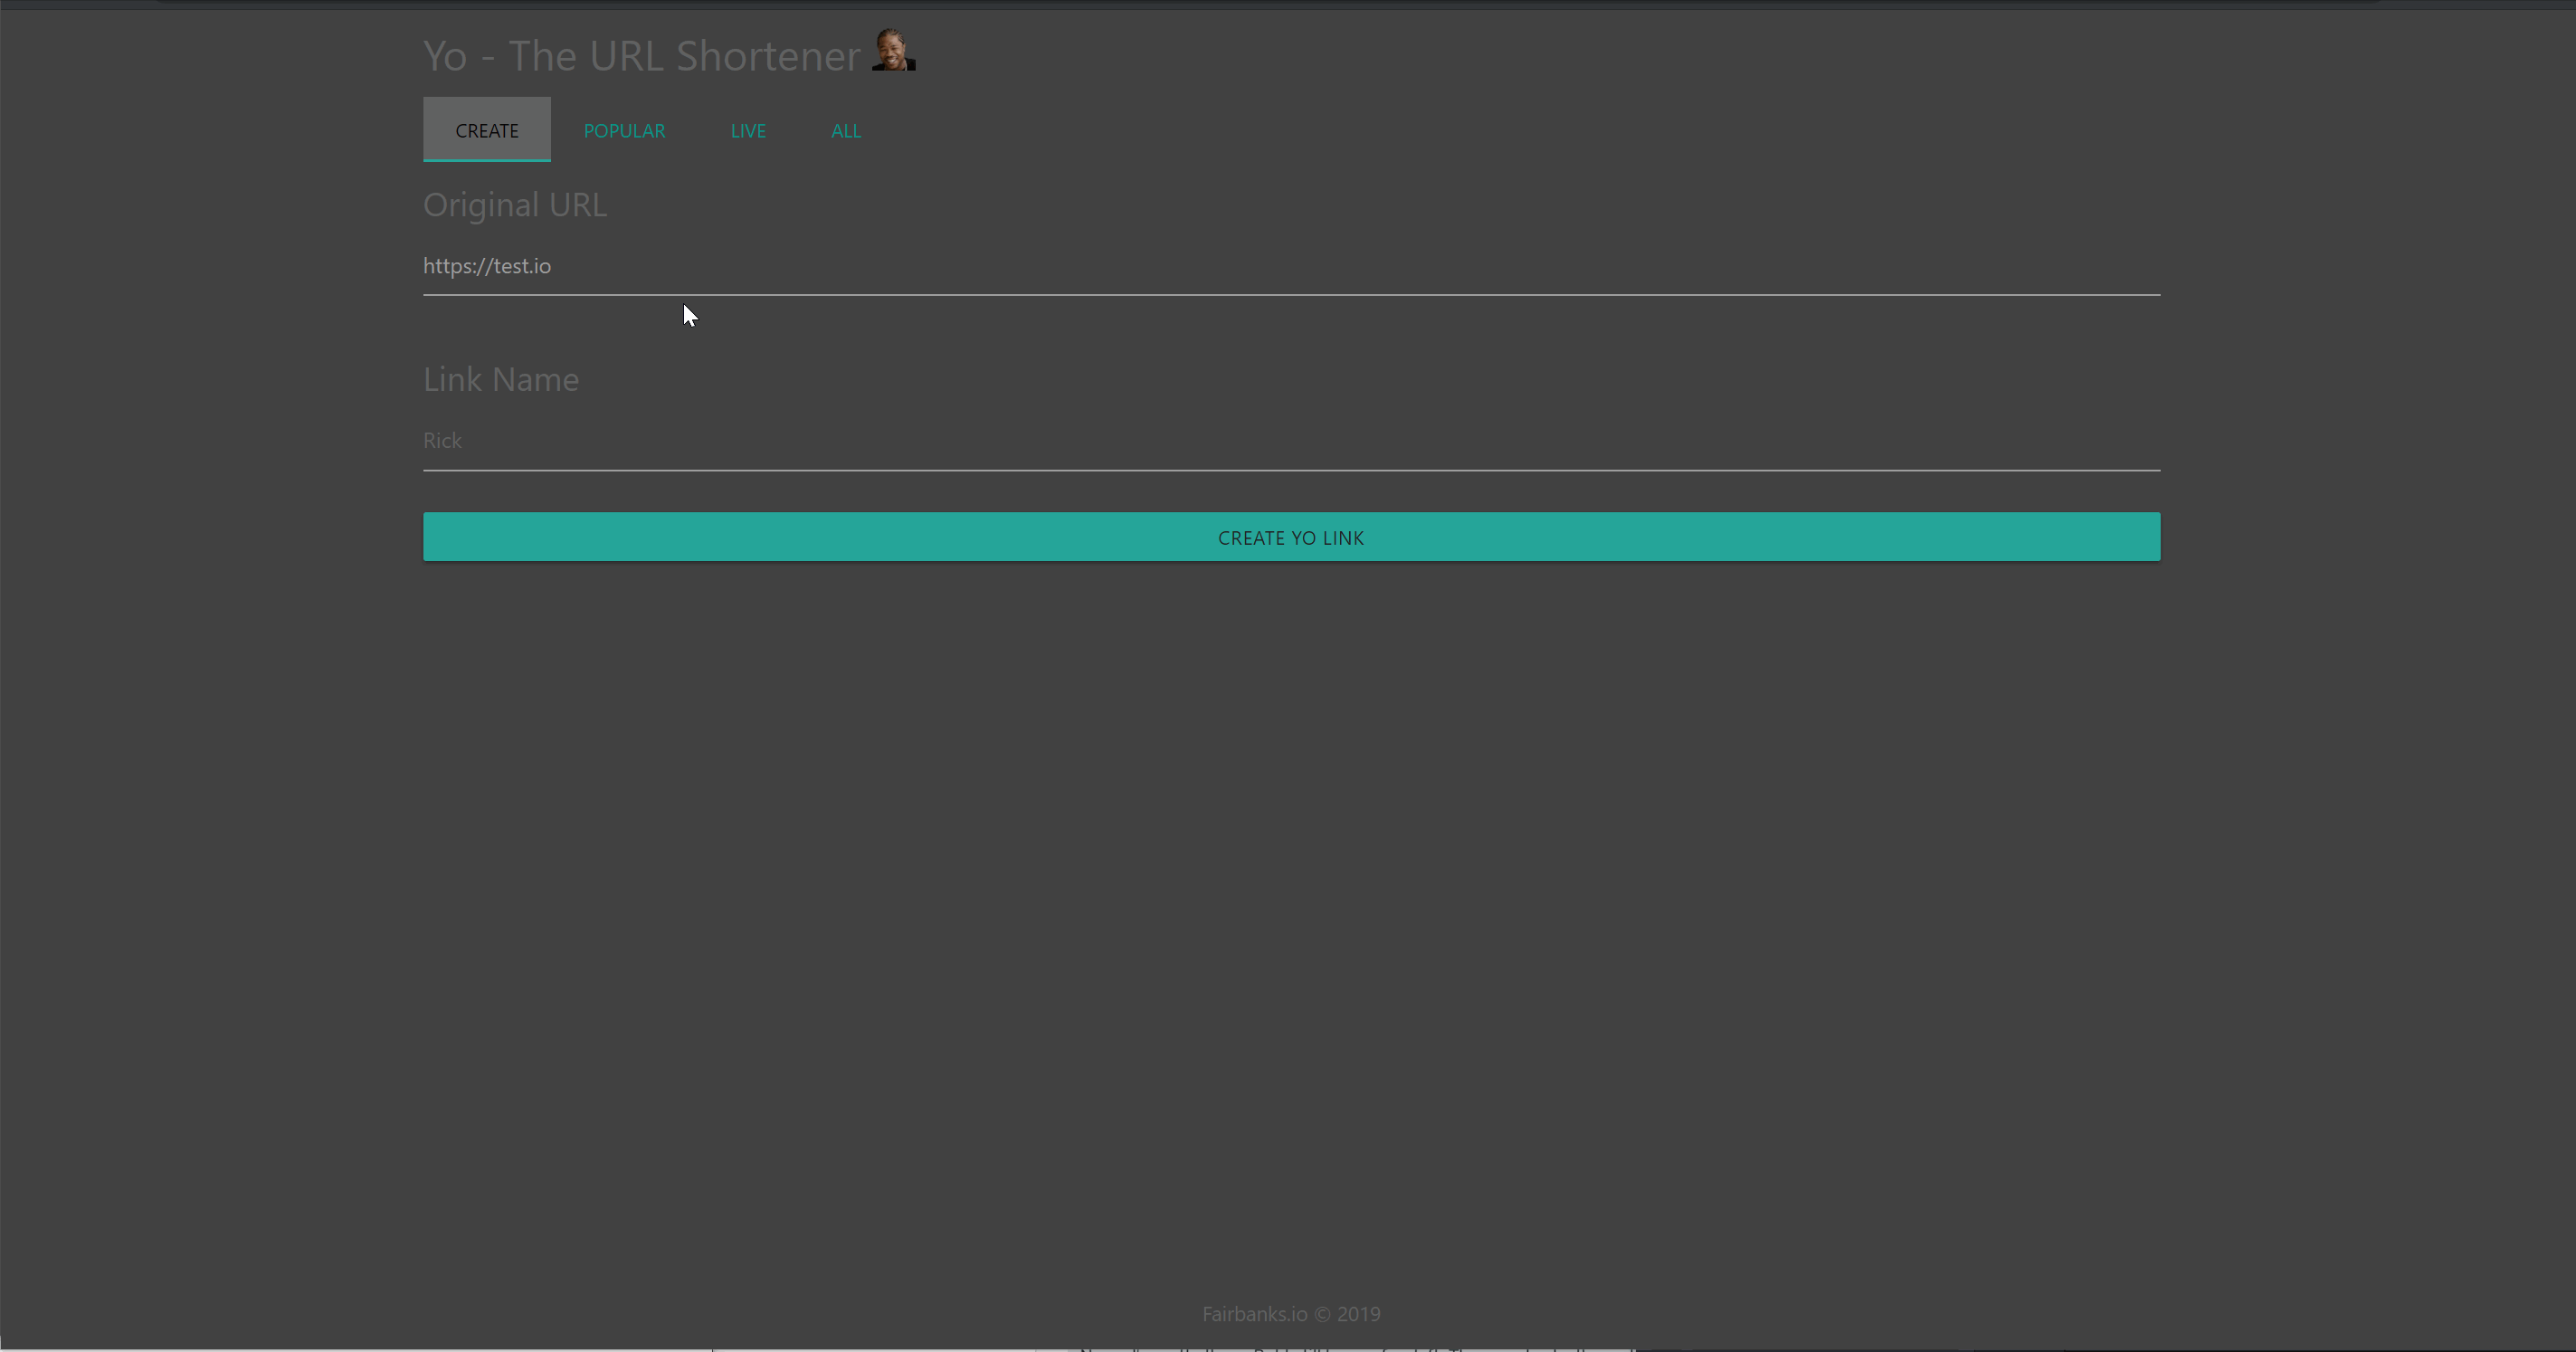 Yo - The URL Shortener
CREATE POPULAR LIVE ALL
Original URL
https://test.io
Link Name
Rick
CREATE YO LINK
Fairbanks.io © 2019